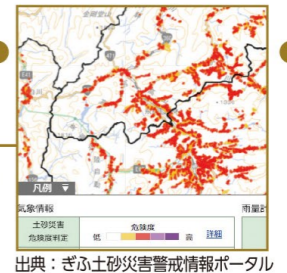 凡例 ▼
気象情報
雨量計
土砂災害
危険度判定
危険度
低
高
詳細
出典：ぎふ土砂災害警戒情報ポータル